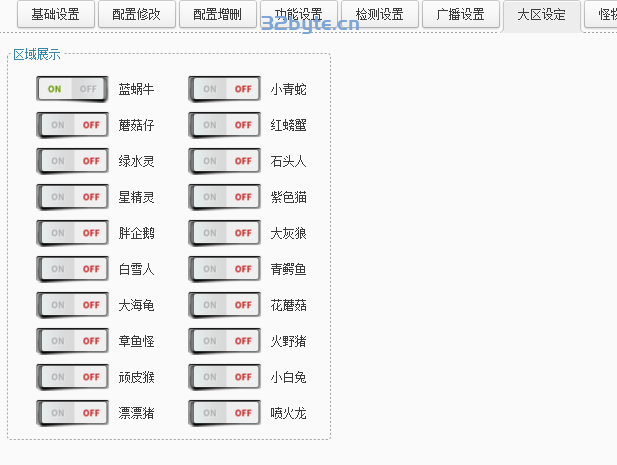 基础设置 配置修改 配置增删 功能设置 检测设置 广播设置 大区设定
32byte.cn
区域展示
ON OFF 蓝蜗牛 ON OFF 小青蛇
ON OFF 蘑菇仔 ON OFF 红螃蟹
ON OFF 绿水灵 ON OFF 石头人
ON OFF 星精灵 ON OFF 紫色猫
ON OFF 胖企鹅 ON OFF 大灰狼
ON OFF 白雪人 ON OFF 青鳄鱼
ON OFF 大海龟 ON OFF 花蘑菇
ON OFF 章鱼怪 ON OFF 火野猪
ON OFF 顽皮猴 ON OFF 小白兔
ON OFF 漂漂猪 ON OFF 喷火龙